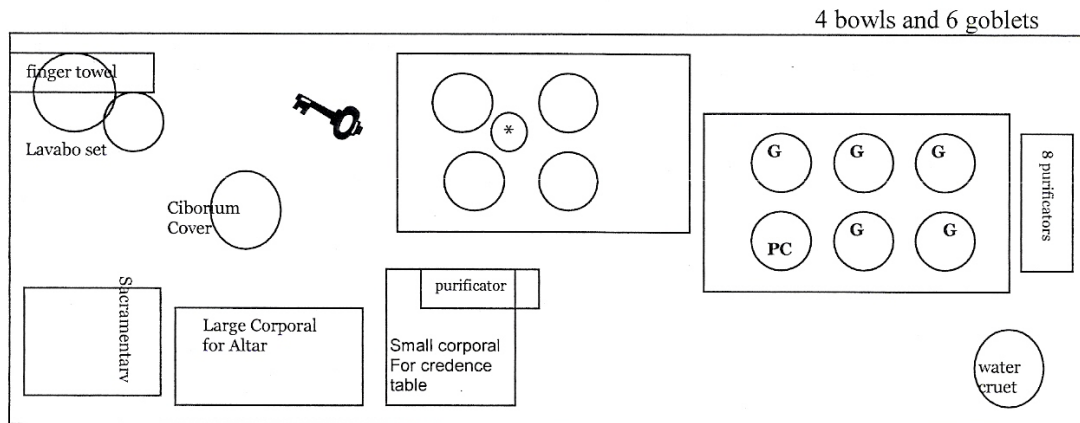 4 bowls and 6 goblets
finger towel
Lavabo set
*
G G G
PC G G
8 purificators
Ciborium
Cover
Sacramentary
Large Corporal
for Altar
purificator
Small corporal
For credence
table
water
cruet